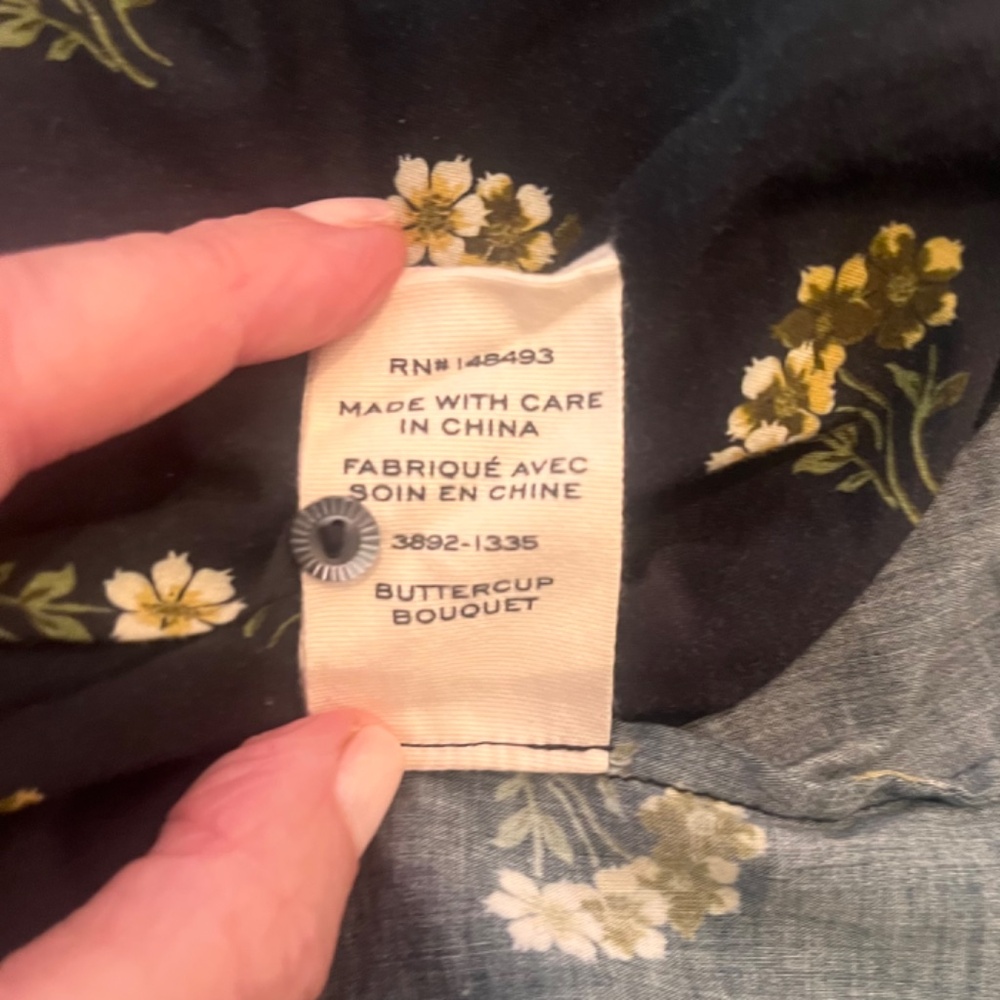 RN# 148493
MADE WITH CARE
IN CHINA
FABRIQUÉ AVEC
SOIN EN CHINE
3892-1335
BUTTERCUP
BOUQUET